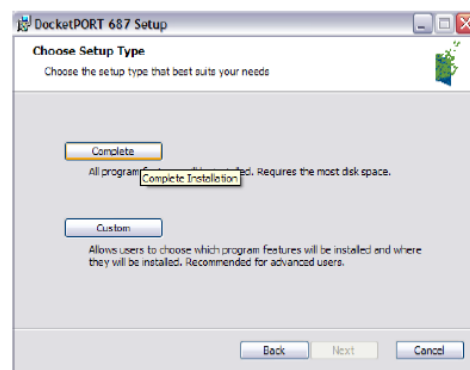 DocketPORT 687 Setup
Choose Setup Type
Choose the setup type that best suits your needs
Complete
All program ed. Requires the most disk space.
Complete Installation
Custom
Allows users to choose which program features will be installed and where
they will be installed. Recommended for advanced users.
Back Next Cancel